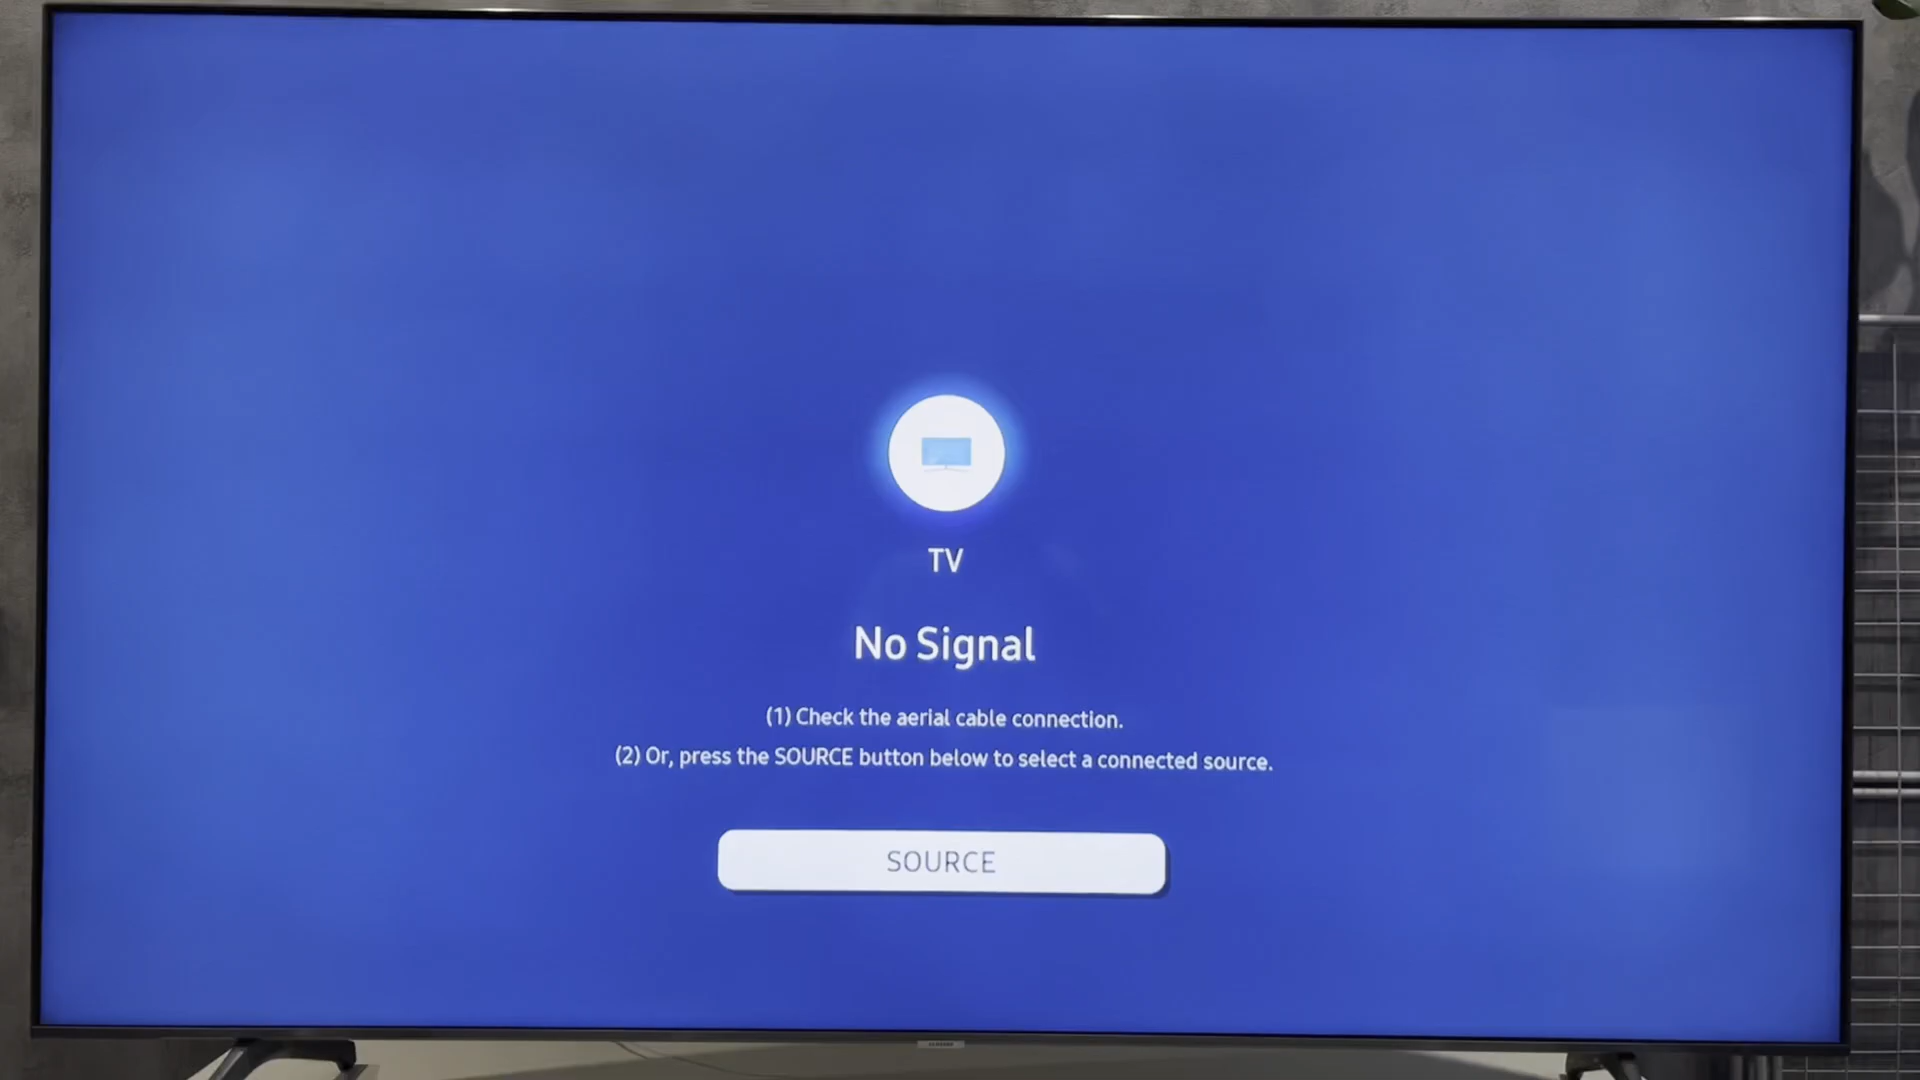 TV
No Signal
(1) Check the aerial cable connection.
(2) Or, press the SOURCE button below to select a connected source.
SOURCE
SAMSUNG